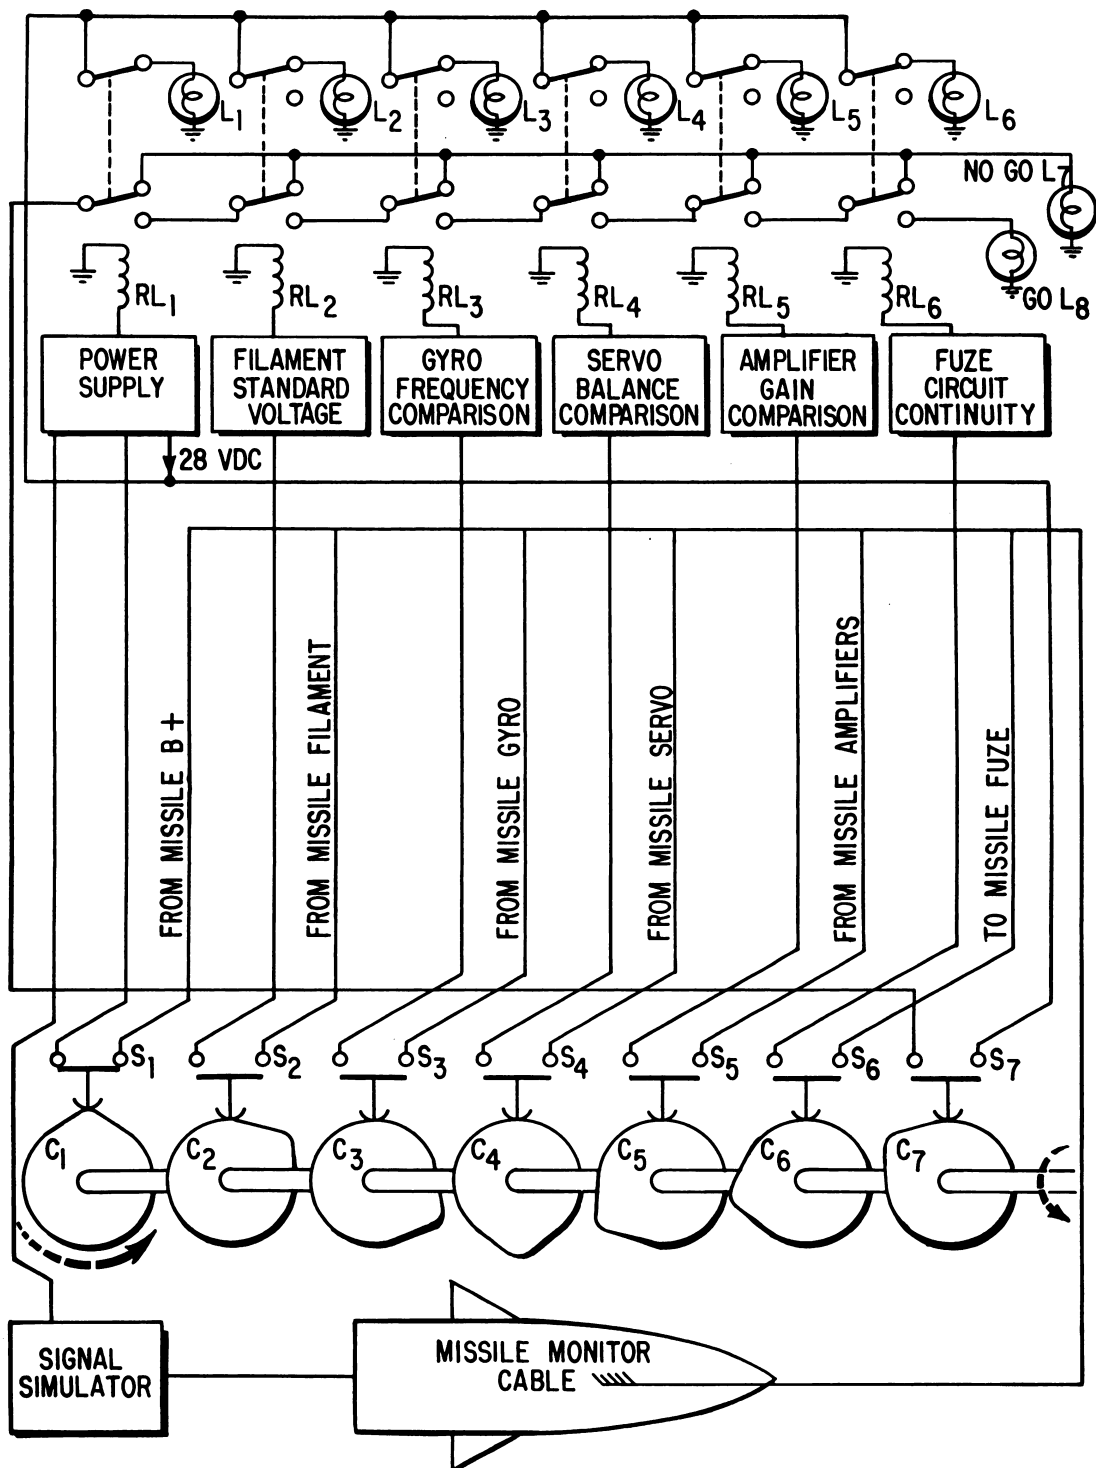 L1 L2 L3 L4 L5 L6
NO GO L7
GO L8
RL1 RL2 RL3 RL4 RL5 RL6
POWER
SUPPLY
FILAMENT
STANDARD
VOLTAGE
GYRO
FREQUENCY
COMPARISON
SERVO
BALANCE
COMPARISON
AMPLIFIER
GAIN
COMPARISON
FUZE
CIRCUIT
CONTINUITY
28 VDC
FROM MISSILE B+
FROM MISSILE FILAMENT
FROM MISSILE GYRO
FROM MISSILE SERVO
FROM MISSILE AMPLIFIERS
TO MISSILE FUZE
S1 S2 S3 S4 S5 S6 S7
C1 C2 C3 C4 C5 C6 C7
SIGNAL
SIMULATOR
MISSILE MONITOR
CABLE